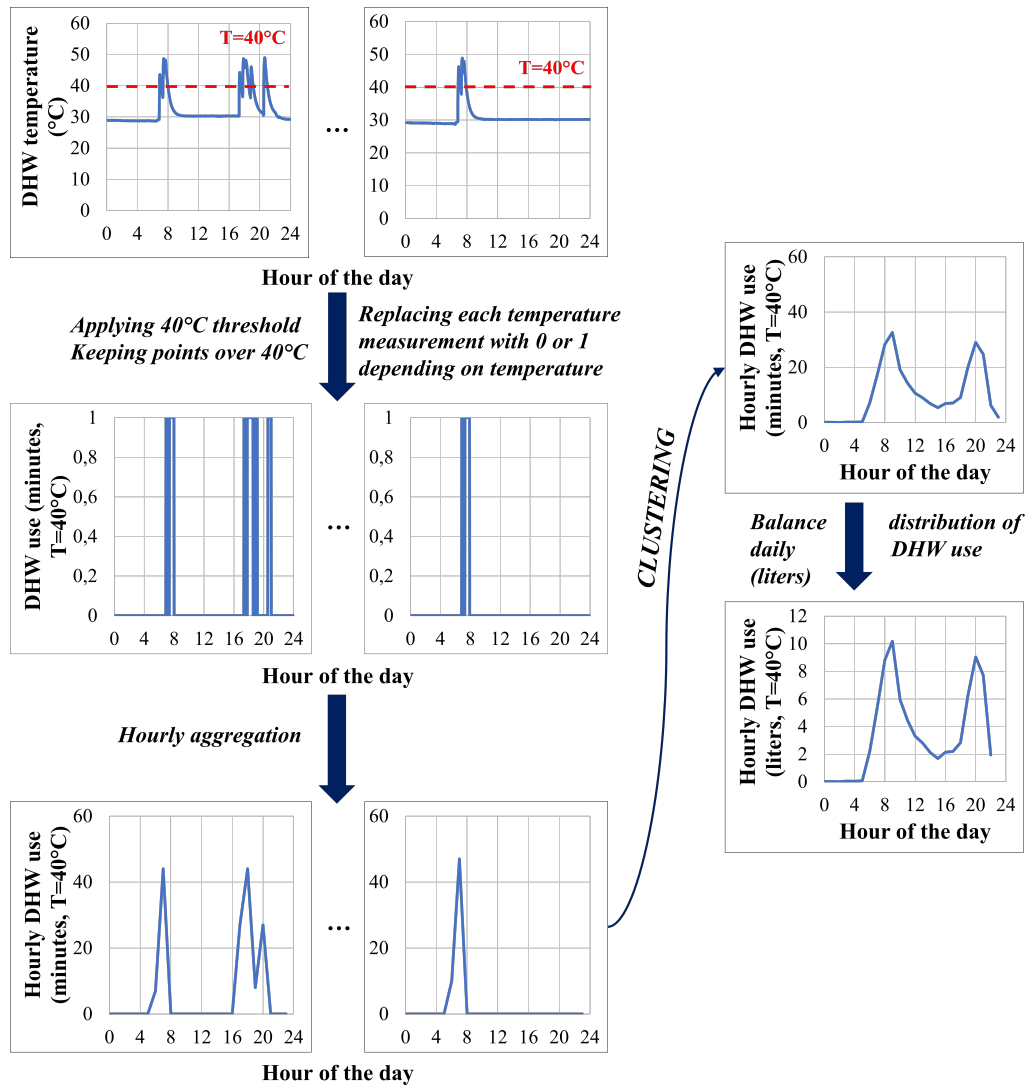 DHW temperature
(°C)
60
50
40
30
20
10
0
T=40°C
0 4 8 12 16 20 24
...
60
50
40
30
20
10
0
T=40°C
0 4 8 12 16 20 24
Hour of the day
Applying 40°C threshold
Keeping points over 40°C
Replacing each temperature
measurement with 0 or 1
depending on temperature
DHW use (minutes,
T=40°C)
1
0,8
0,6
0,4
0,2
0
0 4 8 12 16 20 24
...
1
0,8
0,6
0,4
0,2
0
0 4 8 12 16 20 24
Hour of the day
Hourly aggregation
Hourly DHW use
(minutes, T=40°C)
60
40
20
0
0 4 8 12 16 20 24
...
60
40
20
0
0 4 8 12 16 20 24
Hour of the day
CLUSTERING
Hourly DHW use
(minutes, T=40°C)
60
40
20
0
0 4 8 12 16 20 24
Hour of the day
Balance
daily
(liters)
distribution of
DHW use
Hourly DHW use
(liters, T=40°C)
12
10
8
6
4
2
0
0 4 8 12 16 20 24
Hour of the day